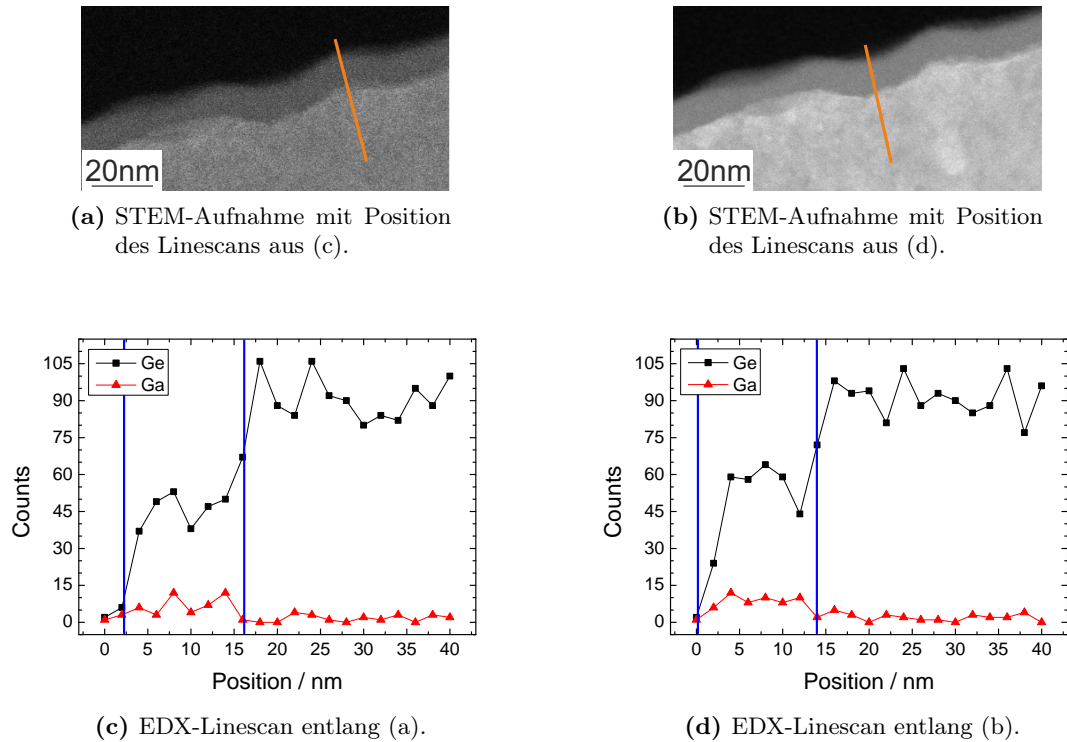 20nm
20nm
(a) STEM-Aufnahme mit Position
des Linescans aus (c).
(b) STEM-Aufnahme mit Position
des Linescans aus (d).
105
90
75
60
45
30
15
0
Counts
Ge
Ga
0 5 10 15 20 25 30 35 40
Position / nm
(c) EDX-Linescan entlang (a).
105
90
75
60
45
30
15
0
Counts
Ge
Ga
0 5 10 15 20 25 30 35 40
Position / nm
(d) EDX-Linescan entlang (b).